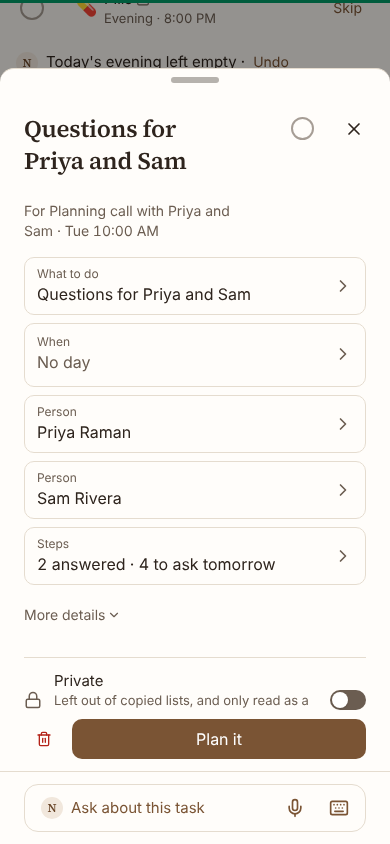 Evening · 8:00 PM
Skip
N Today's evening left empty · Undo
Questions for
Priya and Sam
For Planning call with Priya and
Sam · Tue 10:00 AM
What to do
Questions for Priya and Sam
When
No day
Person
Priya Raman
Person
Sam Rivera
Steps
2 answered · 4 to ask tomorrow
More details
Private
Left out of copied lists, and only read as a
Plan it
N Ask about this task